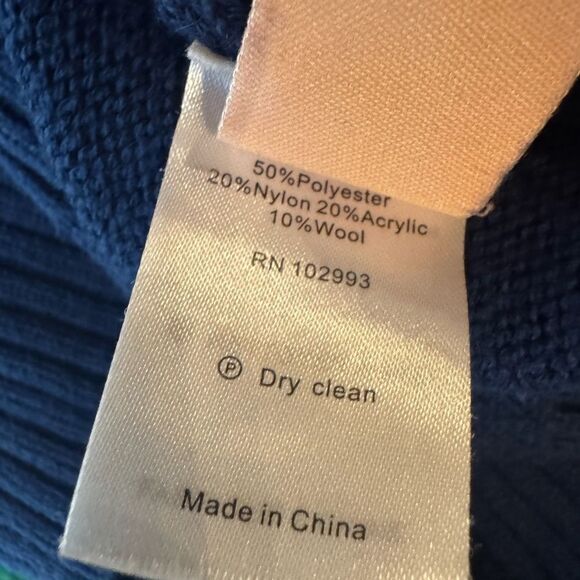 50%Polyester
20%Nylon 20%Acrylic
10%Wool
RN 102993
Ⓟ Dry clean
Made in China